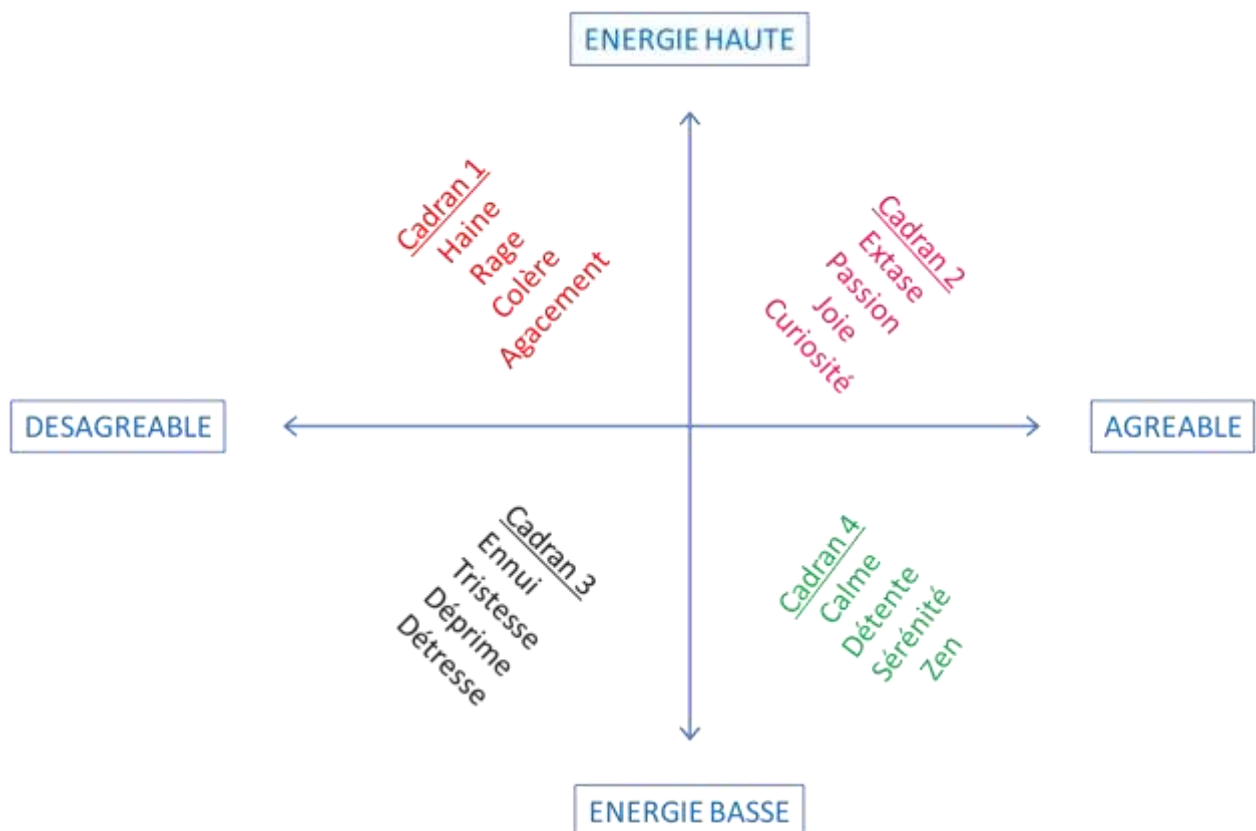 ENERGIE HAUTE
Cadran 1
Haine
Rage
Colère
Agacement
Cadran 2
Extase
Passion
Joie
Curiosité
DESAGREABLE
AGREABLE
Cadran 3
Ennui
Tristesse
Déprime
Détresse
Cadran 4
Calme
Détente
Sérénité
Zen
ENERGIE BASSE